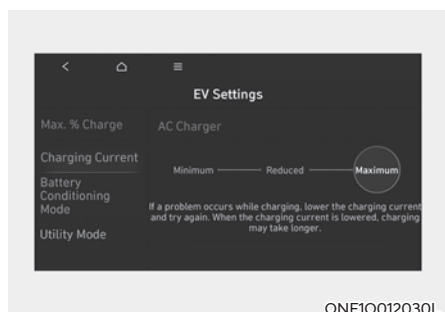 EV Settings
Max. % Charge
AC Charger
Charging Current
Minimum
Reduced
Maximum
Battery
Conditioning
Mode
If a problem occurs while charging, lower the charging current
and try again. When the charging current is lowered, charging
may take longer.
Utility Mode
ONE1Q012030L